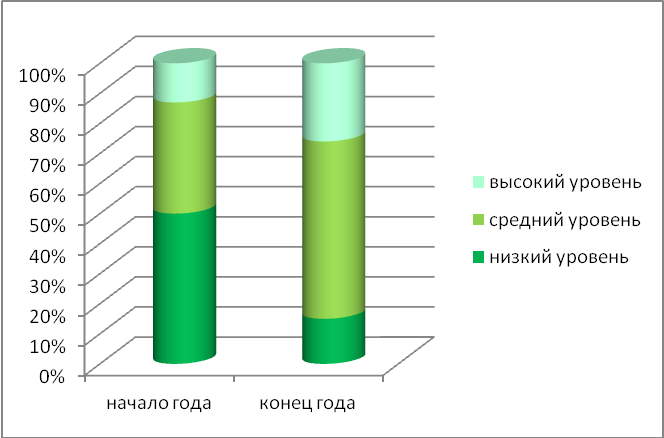 100%
90%
80%
70%
60%
50%
40%
30%
20%
10%
0%
начало года
конец года
высокий уровень
средний уровень
низкий уровень